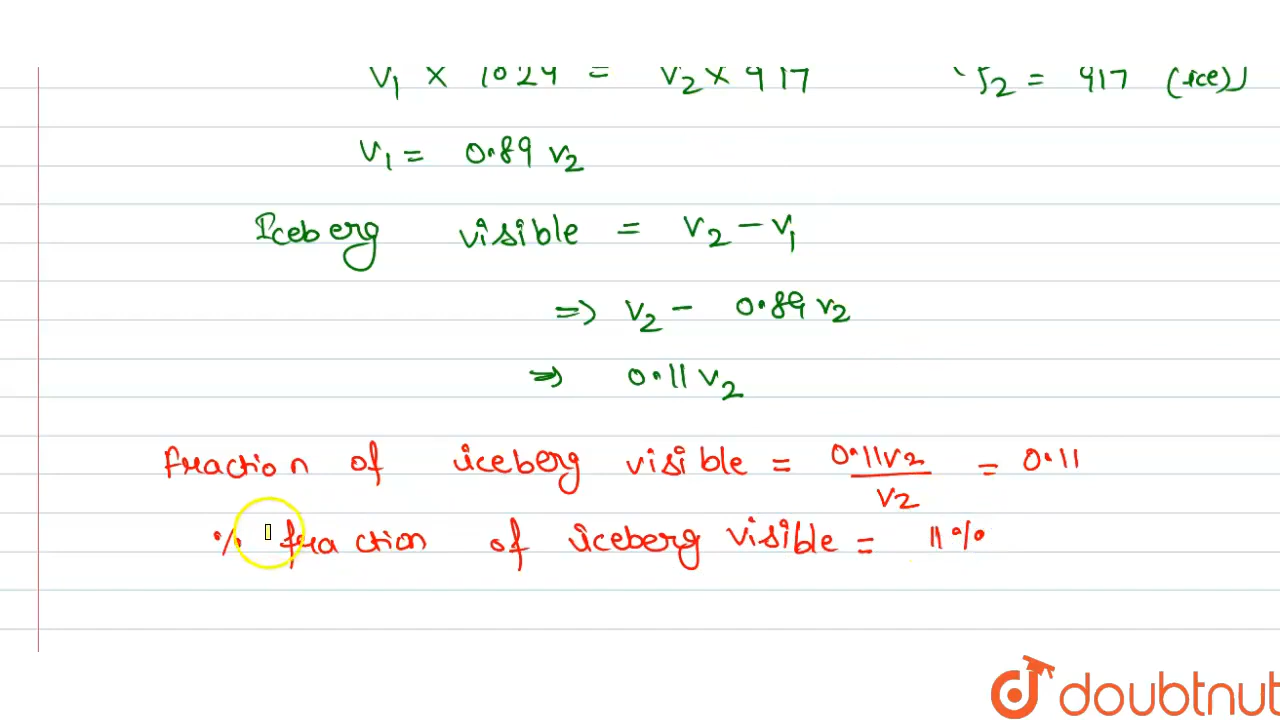 V1 × 1024 = V2 × 917 ρ2 = 917 (ice)
V1 = 0.89 V2
Iceberg visible = V2 - V1
=> V2 - 0.89 V2
=> 0.11 V2
fraction of iceberg visible = 0.11V2 / V2 = 0.11
% fraction of iceberg visible = 11%
doubtnut